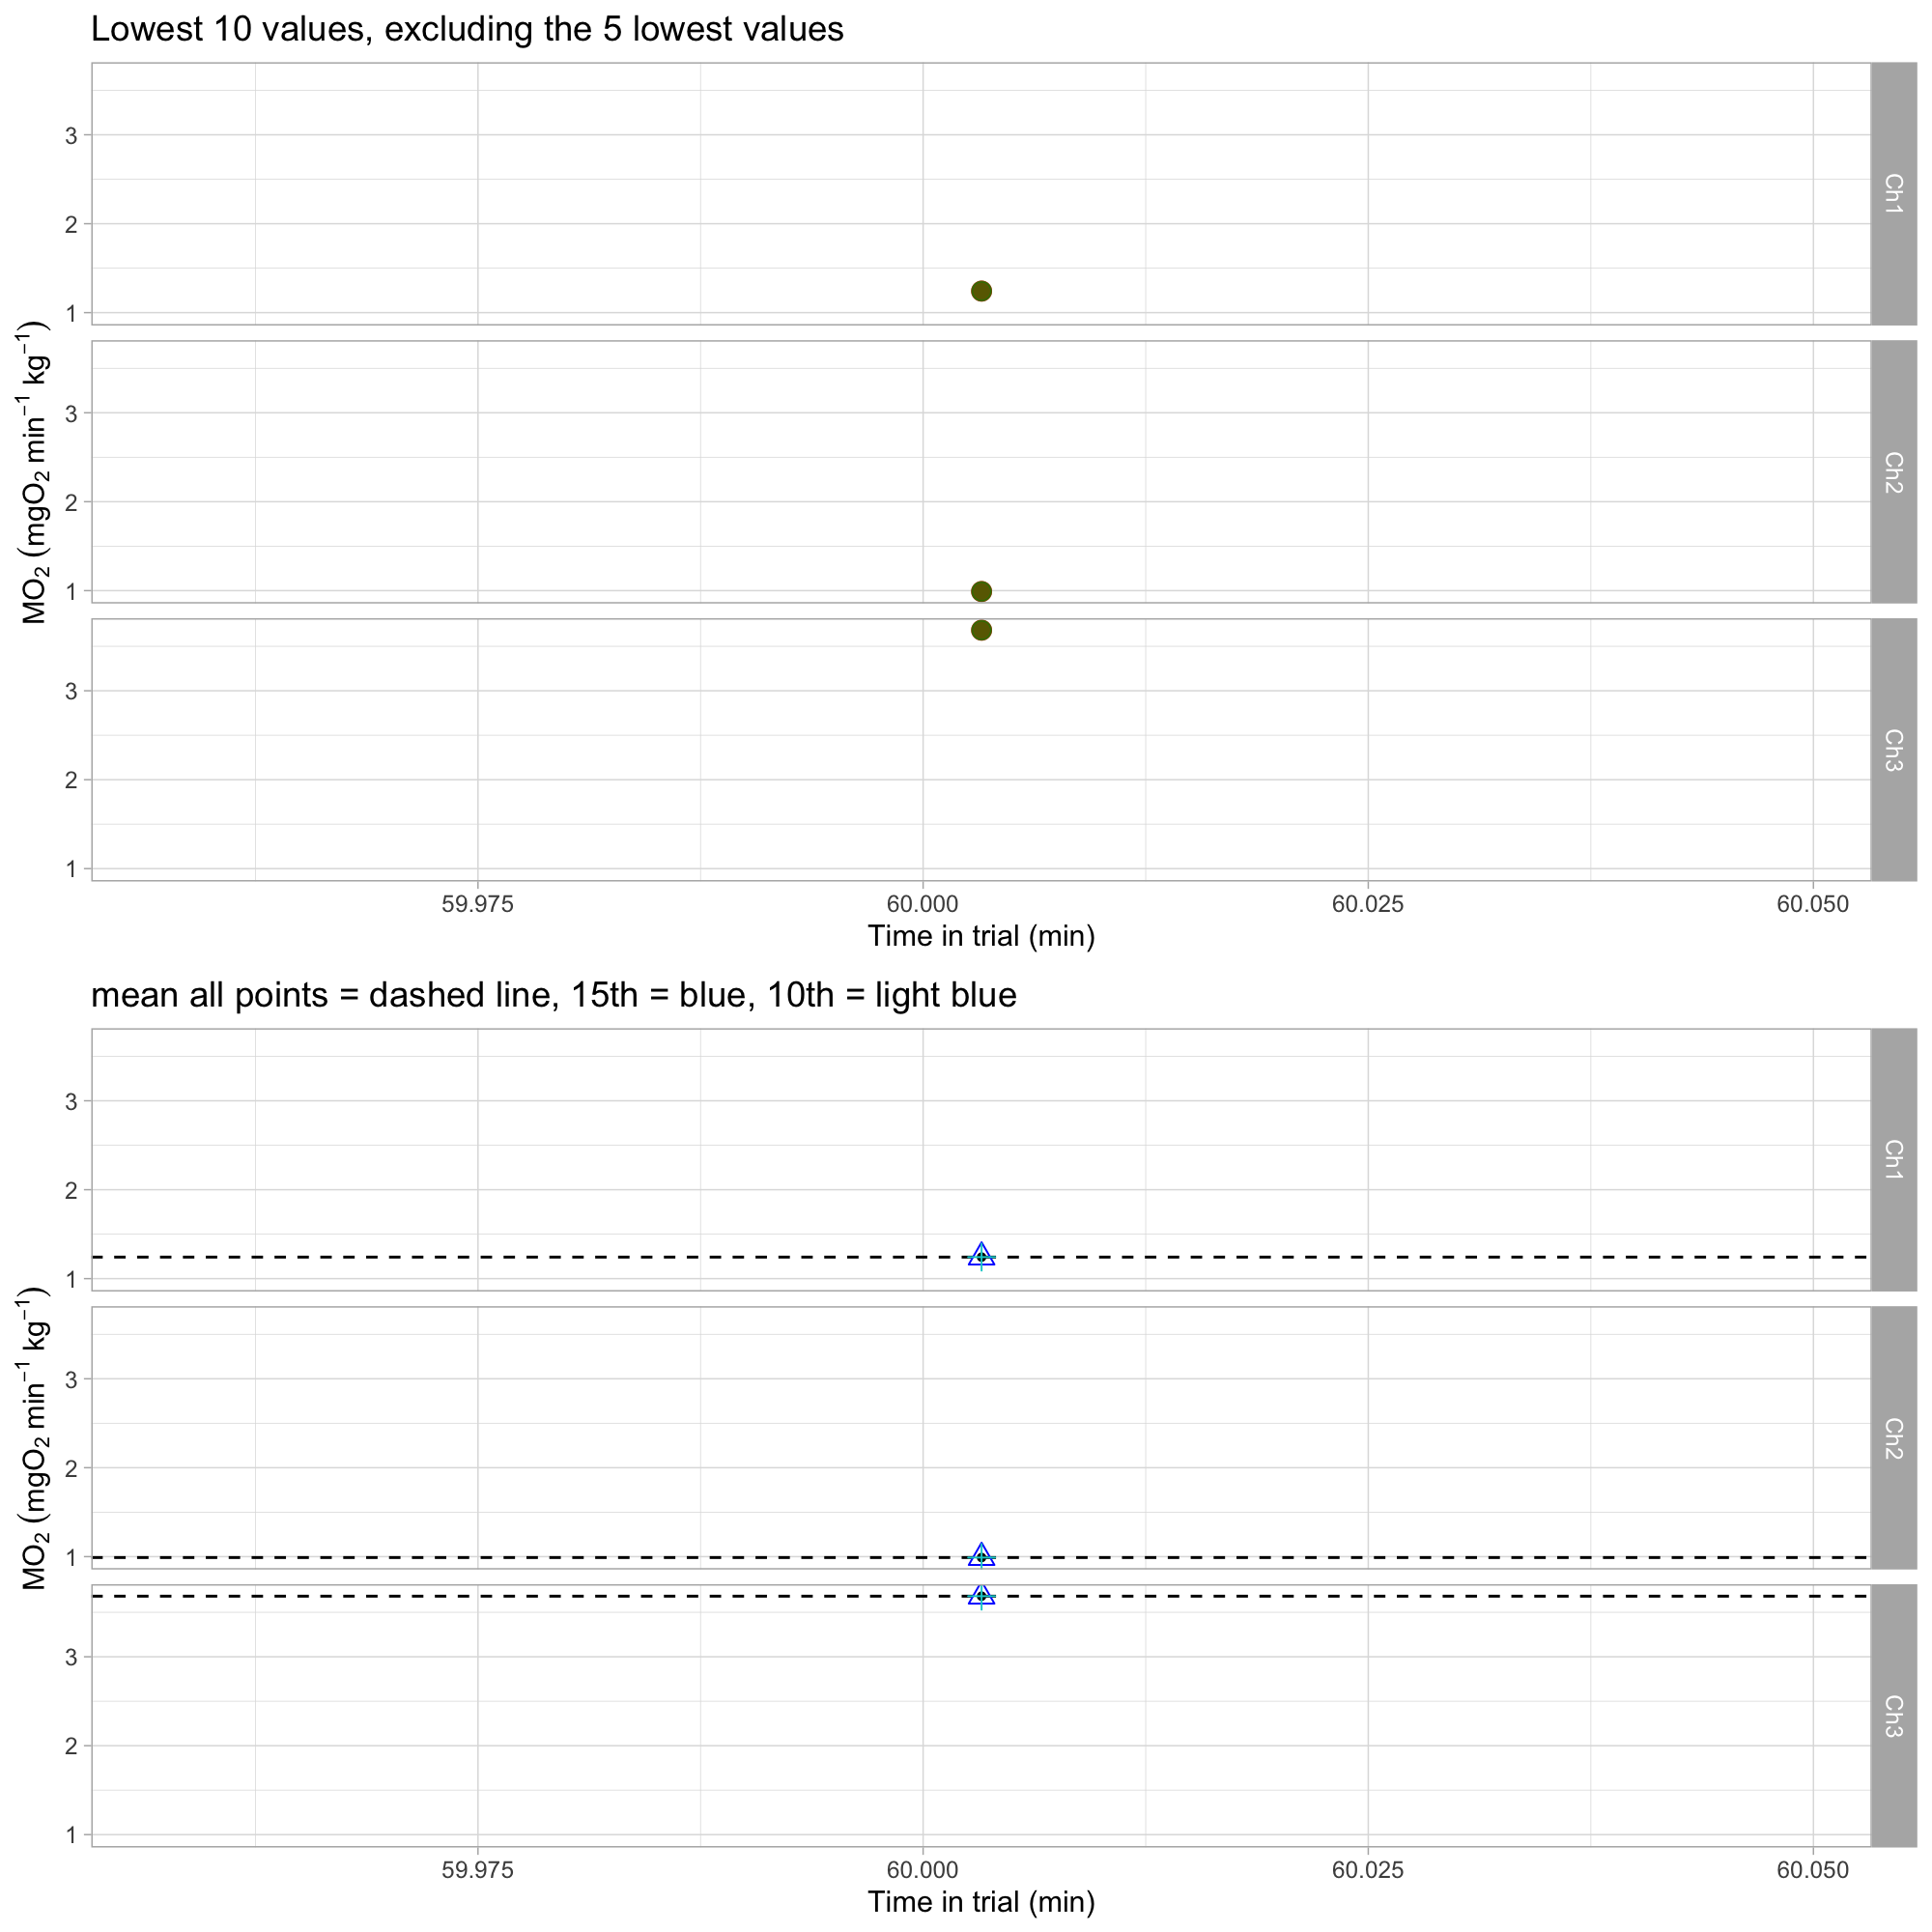 Lowest 10 values, excluding the 5 lowest values
MO₂ (mgO₂ min⁻¹ kg⁻¹)
3
2
1
Ch1
3
2
1
Ch2
3
2
1
Ch3
59.975 60.000 60.025 60.050
Time in trial (min)
mean all points = dashed line, 15th = blue, 10th = light blue
MO₂ (mgO₂ min⁻¹ kg⁻¹)
3
2
1
Ch1
3
2
1
Ch2
3
2
1
Ch3
59.975 60.000 60.025 60.050
Time in trial (min)